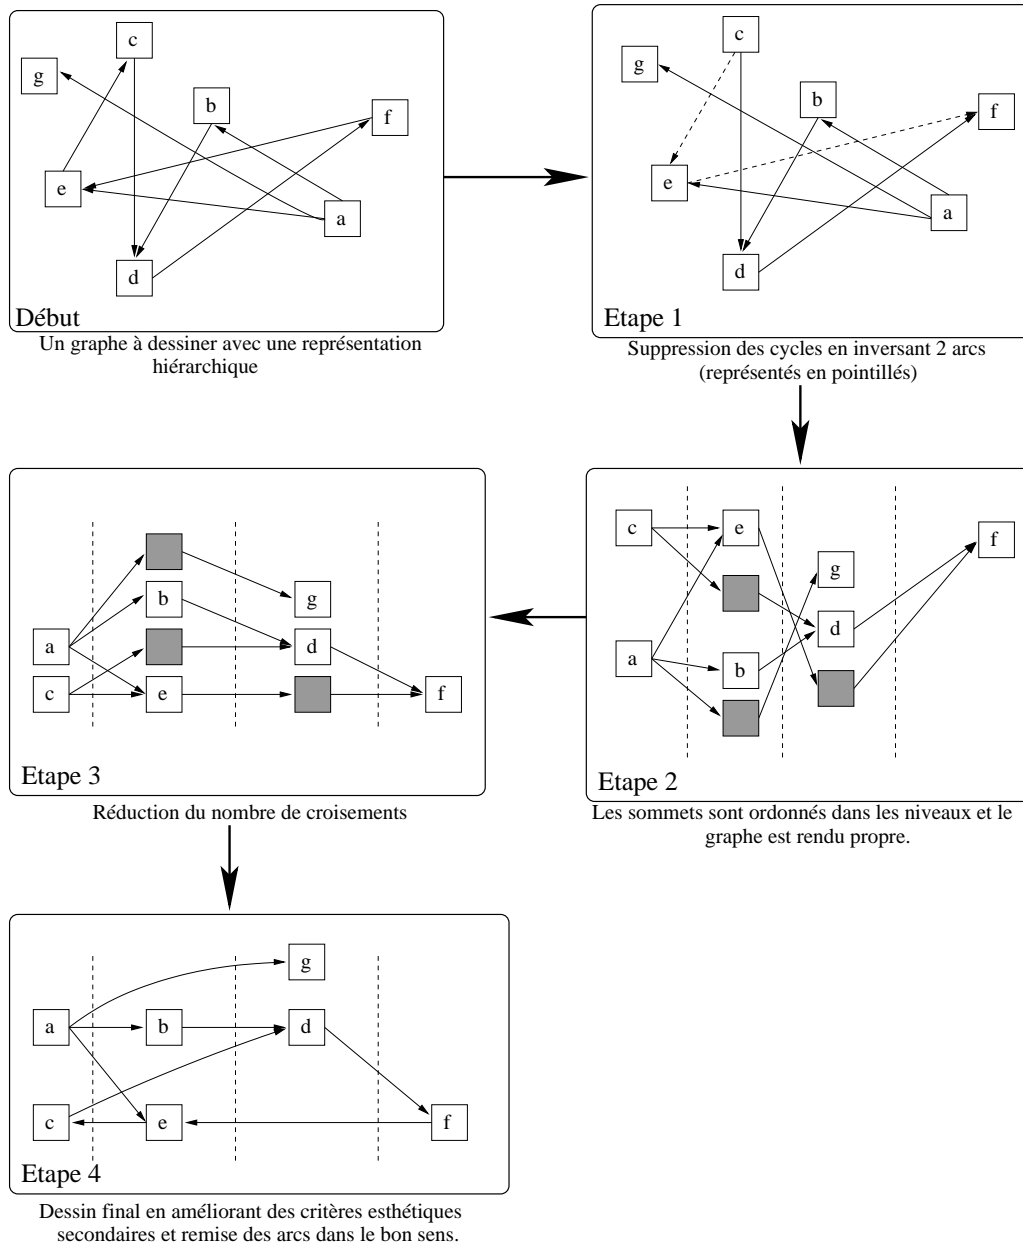 c
g
b
f
e
a
d
Début
Un graphe à dessiner avec une représentation
hiérarchique
c
g
b
f
e
a
d
Etape 1
Suppression des cycles en inversant 2 arcs
(représentés en pointillés)
c
e
f
g
d
a
b
Etape 2
Les sommets sont ordonnés dans les niveaux et le
graphe est rendu propre.
b
g
a
d
c
e
f
Etape 3
Réduction du nombre de croisements
g
a
b
d
c
e
f
Etape 4
Dessin final en améliorant des critères esthétiques
secondaires et remise des arcs dans le bon sens.